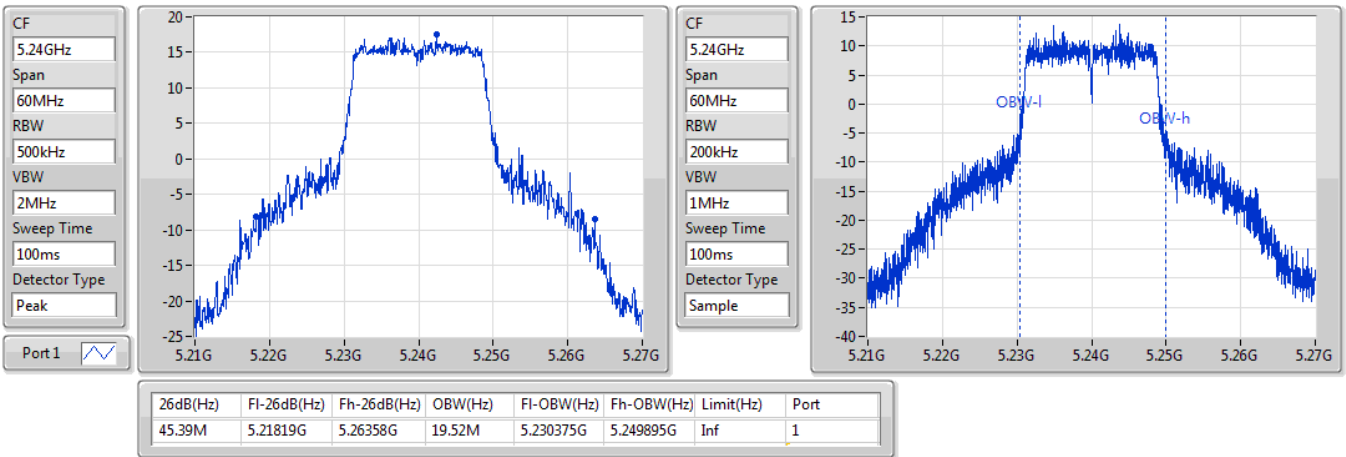 CF
5.24GHz
Span
60MHz
RBW
500kHz
VBW
2MHz
Sweep Time
100ms
Detector Type
Peak
Port 1
20
15
10
5
0
-5
-10
-15
-20
-25
5.21G 5.22G 5.23G 5.24G 5.25G 5.26G 5.27G
CF
5.24GHz
Span
60MHz
RBW
200kHz
VBW
1MHz
Sweep Time
100ms
Detector Type
Sample
15
10
5
0
-5
-10
-15
-20
-25
-30
-35
-40
OBW-l
OBW-h
5.21G 5.22G 5.23G 5.24G 5.25G 5.26G 5.27G
26dB(Hz) Fl-26dB(Hz) Fh-26dB(Hz) OBW(Hz) Fl-OBW(Hz) Fh-OBW(Hz) Limit(Hz) Port
45.39M 5.21819G 5.26358G 19.52M 5.230375G 5.249895G Inf 1